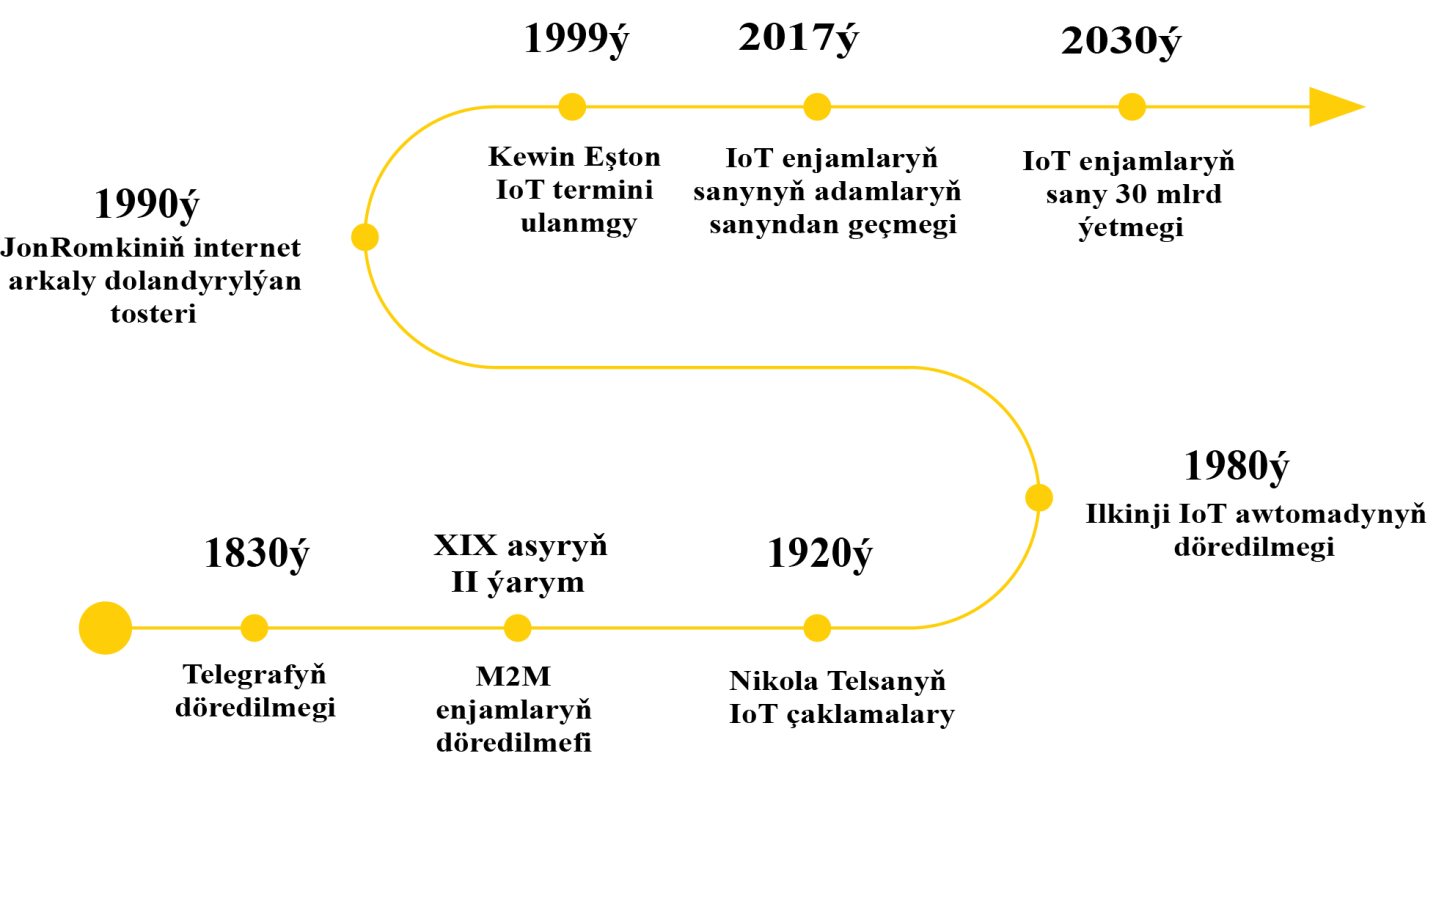 1999ý
Kewin Eşton
IoT termini
ulanmgy
2017ý
IoT enjamlaryň
sanynyň adamlaryň
sanyndan geçmegi
2030ý
IoT enjamlaryň
sany 30 mlrd
ýetmegi
1990ý
JonRomkiniň internet
arkaly dolandyrylýan
tosteri
1980ý
Ilkinji IoT awtomadynyň
döredilmegi
1830ý
Telegrafyň
döredilmegi
XIX asyryň
II ýarym
M2M
enjamlaryň
döredilmefi
1920ý
Nikola Telsanyň
IoT çaklamalary